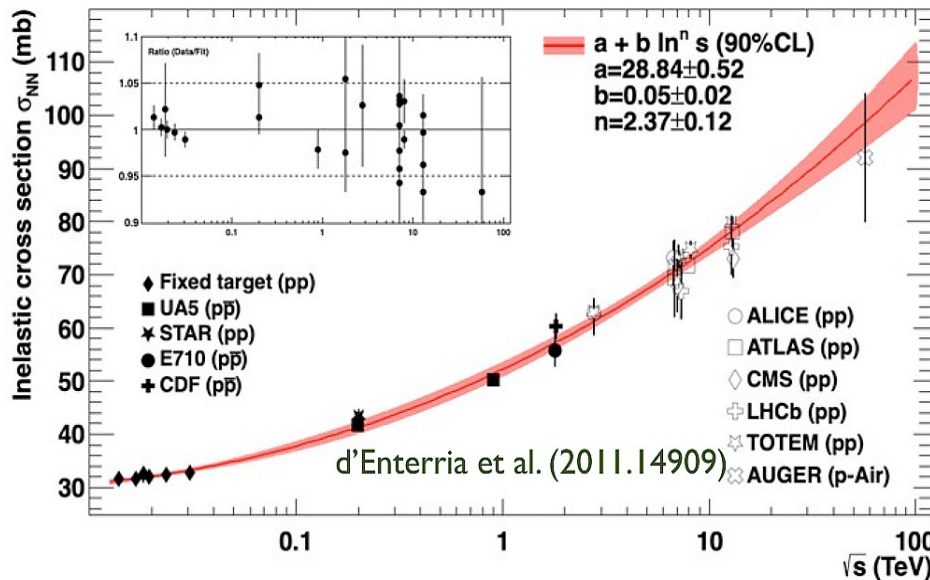 Inelastic cross section σNN (mb)
110
100
90
80
70
60
50
40
30
Ratio (Data/Fit)
1.1
1.05
1
0.95
0.9
0.1
1
10
100
a + b lnⁿ s (90%CL)
a=28.84±0.52
b=0.05±0.02
n=2.37±0.12
Fixed target (pp)
UA5 (pp̅)
STAR (pp)
E710 (pp̅)
CDF (pp̅)
ALICE (pp)
ATLAS (pp)
CMS (pp)
LHCb (pp)
TOTEM (pp)
AUGER (p-Air)
d'Enterria et al. (2011.14909)
0.1
1
10
100
√s (TeV)